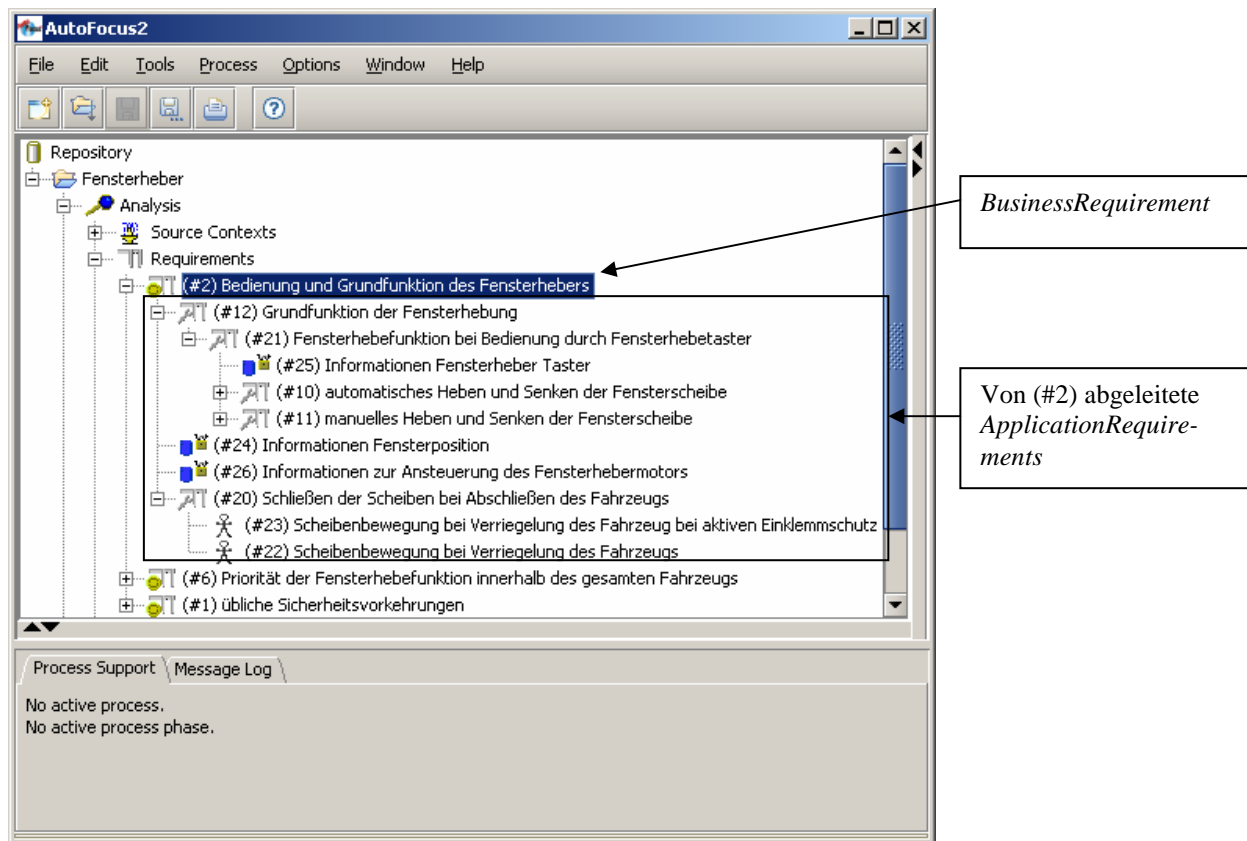 AutoFocus2
File Edit Tools Process Options Window Help
Repository
Fensterheber
Analysis
Source Contexts
Requirements
(#2) Bedienung und Grundfunktion des Fensterhebers
(#12) Grundfunktion der Fensterhebung
(#21) Fensterhebefunktion bei Bedienung durch Fensterhebetaster
(#25) Informationen Fensterheber Taster
(#10) automatisches Heben und Senken der Fensterscheibe
(#11) manuelles Heben und Senken der Fensterscheibe
(#24) Informationen Fensterposition
(#26) Informationen zur Ansteuerung des Fensterhebermotors
(#20) Schließen der Scheiben bei Abschließen des Fahrzeugs
(#23) Scheibenbewegung bei Verriegelung des Fahrzeug bei aktiven Einklemmschutz
(#22) Scheibenbewegung bei Verriegelung des Fahrzeugs
(#6) Priorität der Fensterhebefunktion innerhalb des gesamten Fahrzeugs
(#1) übliche Sicherheitsvorkehrungen
Process Support Message Log
No active process.
No active process phase.
BusinessRequirement
Von (#2) abgeleitete
ApplicationRequire-
ments